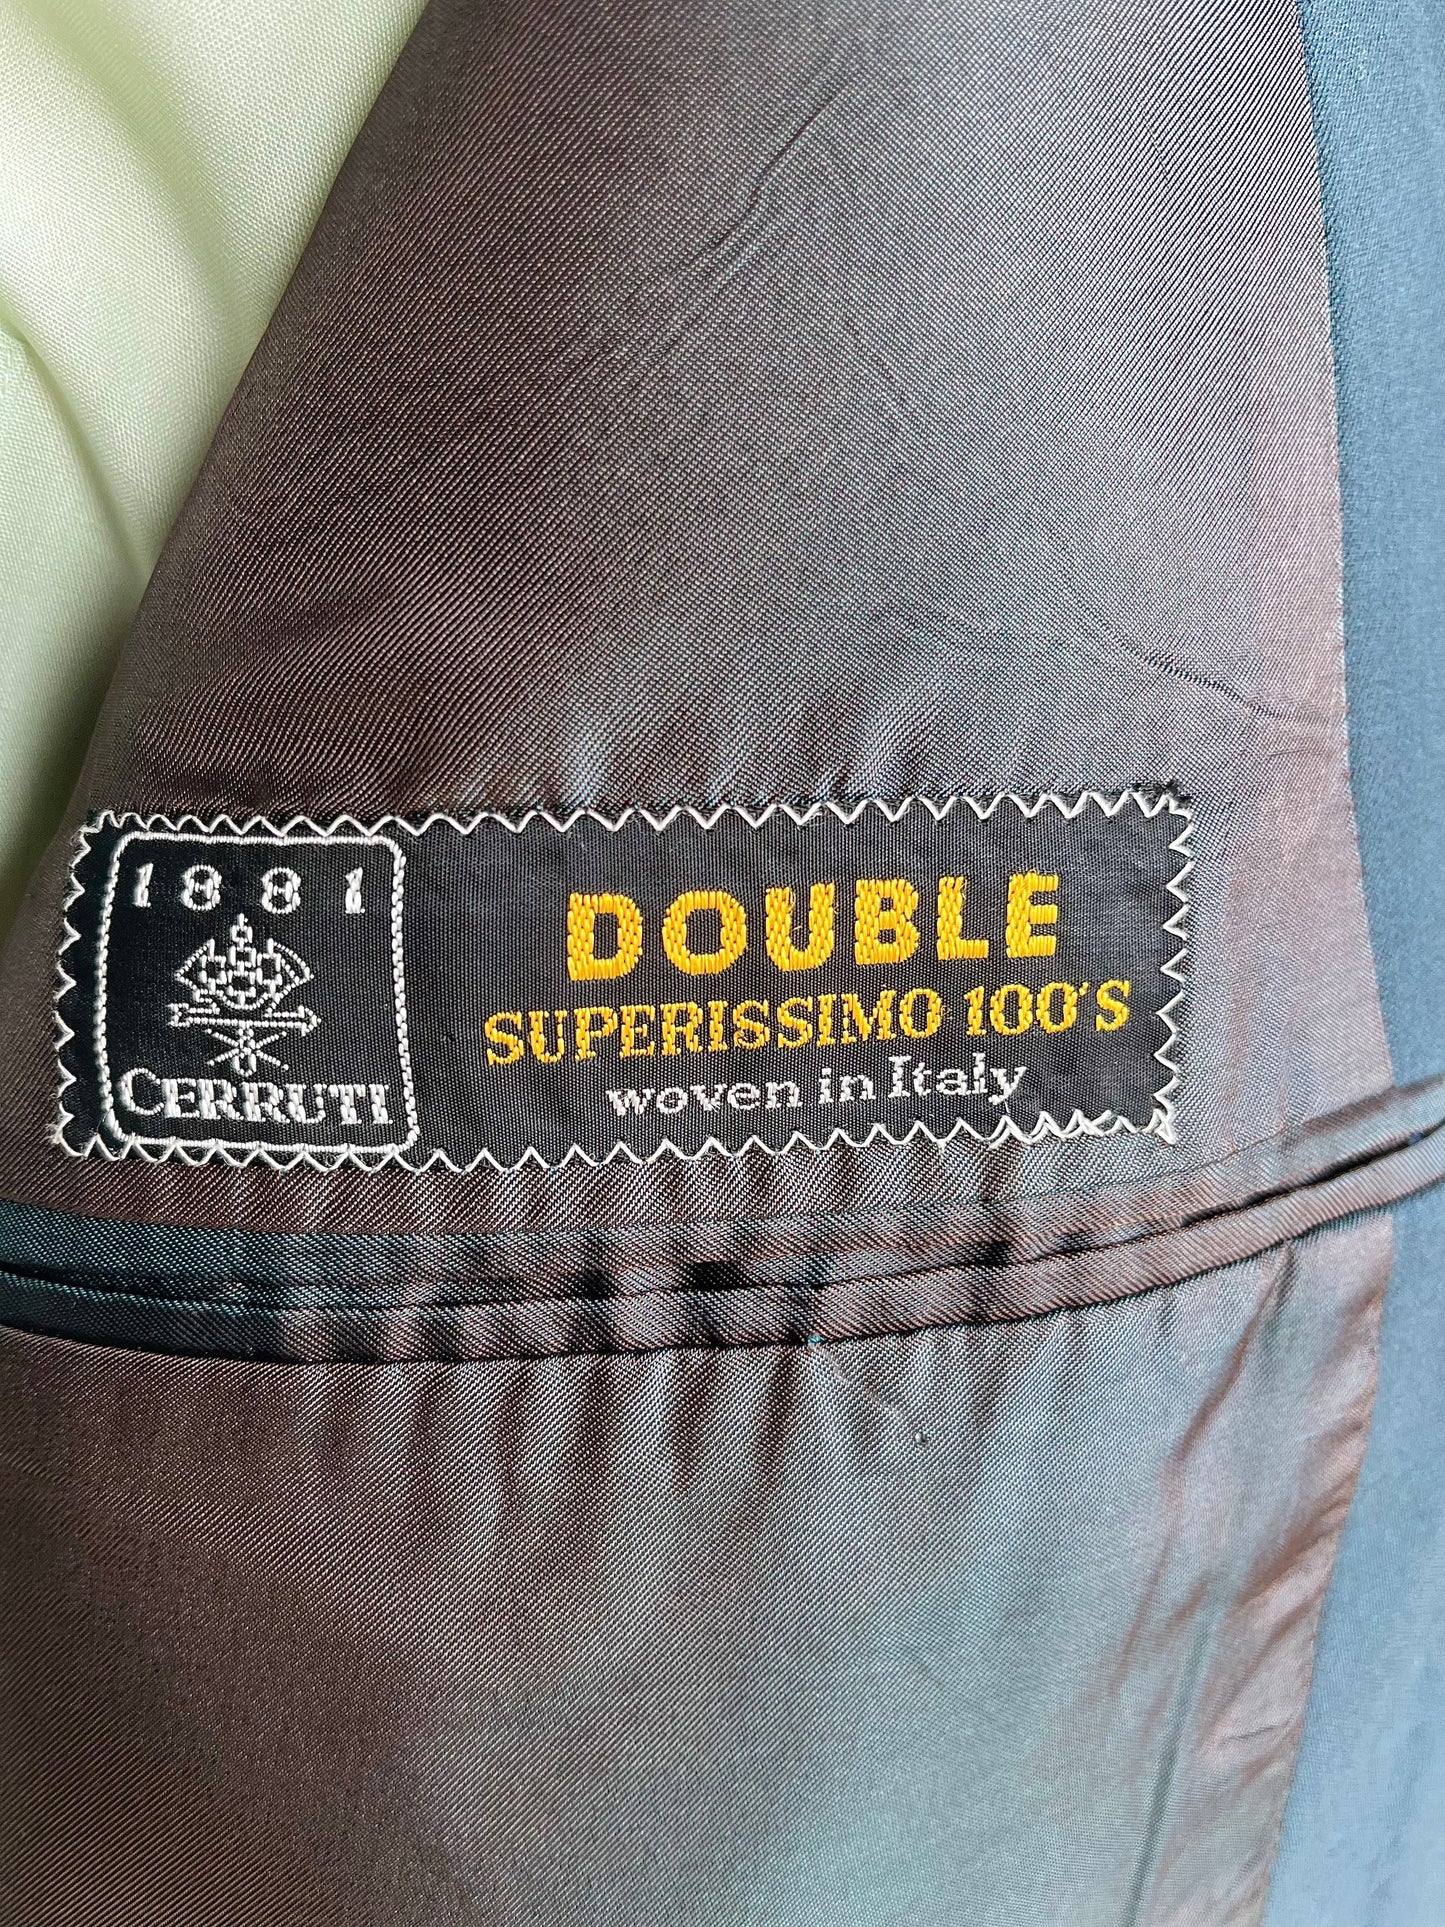 1881
CERRUTI
DOUBLE
SUPERISSIMO 100'S
woven in Italy